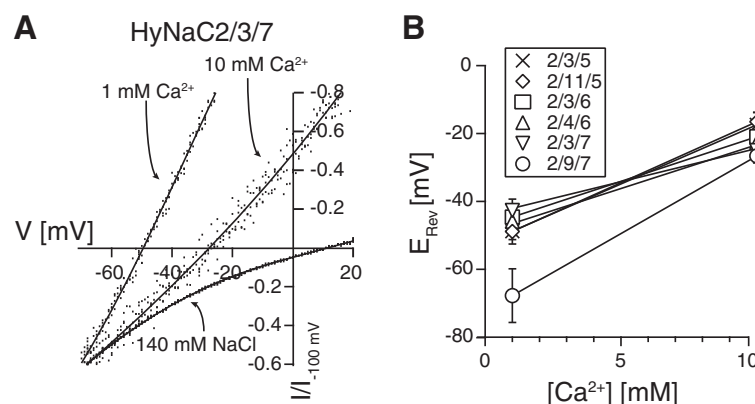 A
HyNaC2/3/7
10 mM Ca²⁺
1 mM Ca²⁺
-0.8
-0.4
-0.2
V [mV]
-60
-40
-20
20
-0.2
-0.4
-0.6
140 mM NaCl
I/I-100 mV
B
2/3/5
2/11/5
2/3/6
2/4/6
2/3/7
2/9/7
0
-20
-40
-60
-80
E_Rev [mV]
0
5
10
[Ca²⁺] [mM]